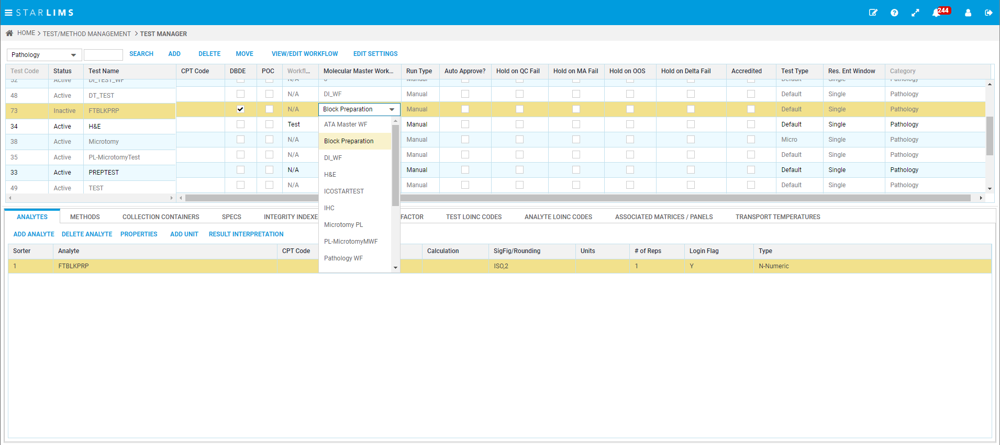 STARLIMS
244
HOME > TEST/METHOD MANAGEMENT > TEST MANAGER
Pathology SEARCH ADD DELETE MOVE VIEW/EDIT WORKFLOW EDIT SETTINGS
Test Code Status Test Name CPT Code DBDE POC Workfl... Molecular Master Work... Run Type Auto Approve? Hold on QC Fail Hold on MA Fail Hold on OOS Hold on Delta Fail Accredited Test Type Res. Ent Window Category
52 Active DI_TEST_WF N/A Manual Default Single Pathology
48 Active DT_TEST N/A DI_WF Manual Default Single Pathology
73 Inactive FTBLKPRP N/A Block Preparation Manual Default Single Pathology
34 Active H&E Test Manual Default Single Pathology
38 Active Microtomy N/A Manual Micro Single Pathology
35 Active PL-MicrotomyTest N/A Manual Default Single Pathology
33 Active PREPTEST N/A Manual Default Single Pathology
49 Active TEST N/A Manual Default Single Pathology
ATA Master WF
Block Preparation
DI_WF
H&E
ICOSTARTEST
IHC
Microtomy PL
PL-MicrotomyMWF
Pathology WF
ANALYTES METHODS COLLECTION CONTAINERS SPECS INTEGRITY INDEXE FACTOR TEST LOINC CODES ANALYTE LOINC CODES ASSOCIATED MATRICES / PANELS TRANSPORT TEMPERATURES
ADD ANALYTE DELETE ANALYTE PROPERTIES ADD UNIT RESULT INTERPRETATION
Sorter Analyte CPT Code Calculation SigFig/Rounding Units # of Reps Login Flag Type
1 FTBLKPRP ISO,2 1 Y N-Numeric